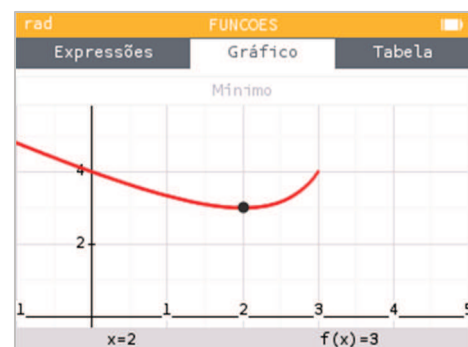 rad FUNCOES
Expressões Gráfico Tabela
Mínimo
4
2
1 1 2 3 4 5
x=2 f(x)=3